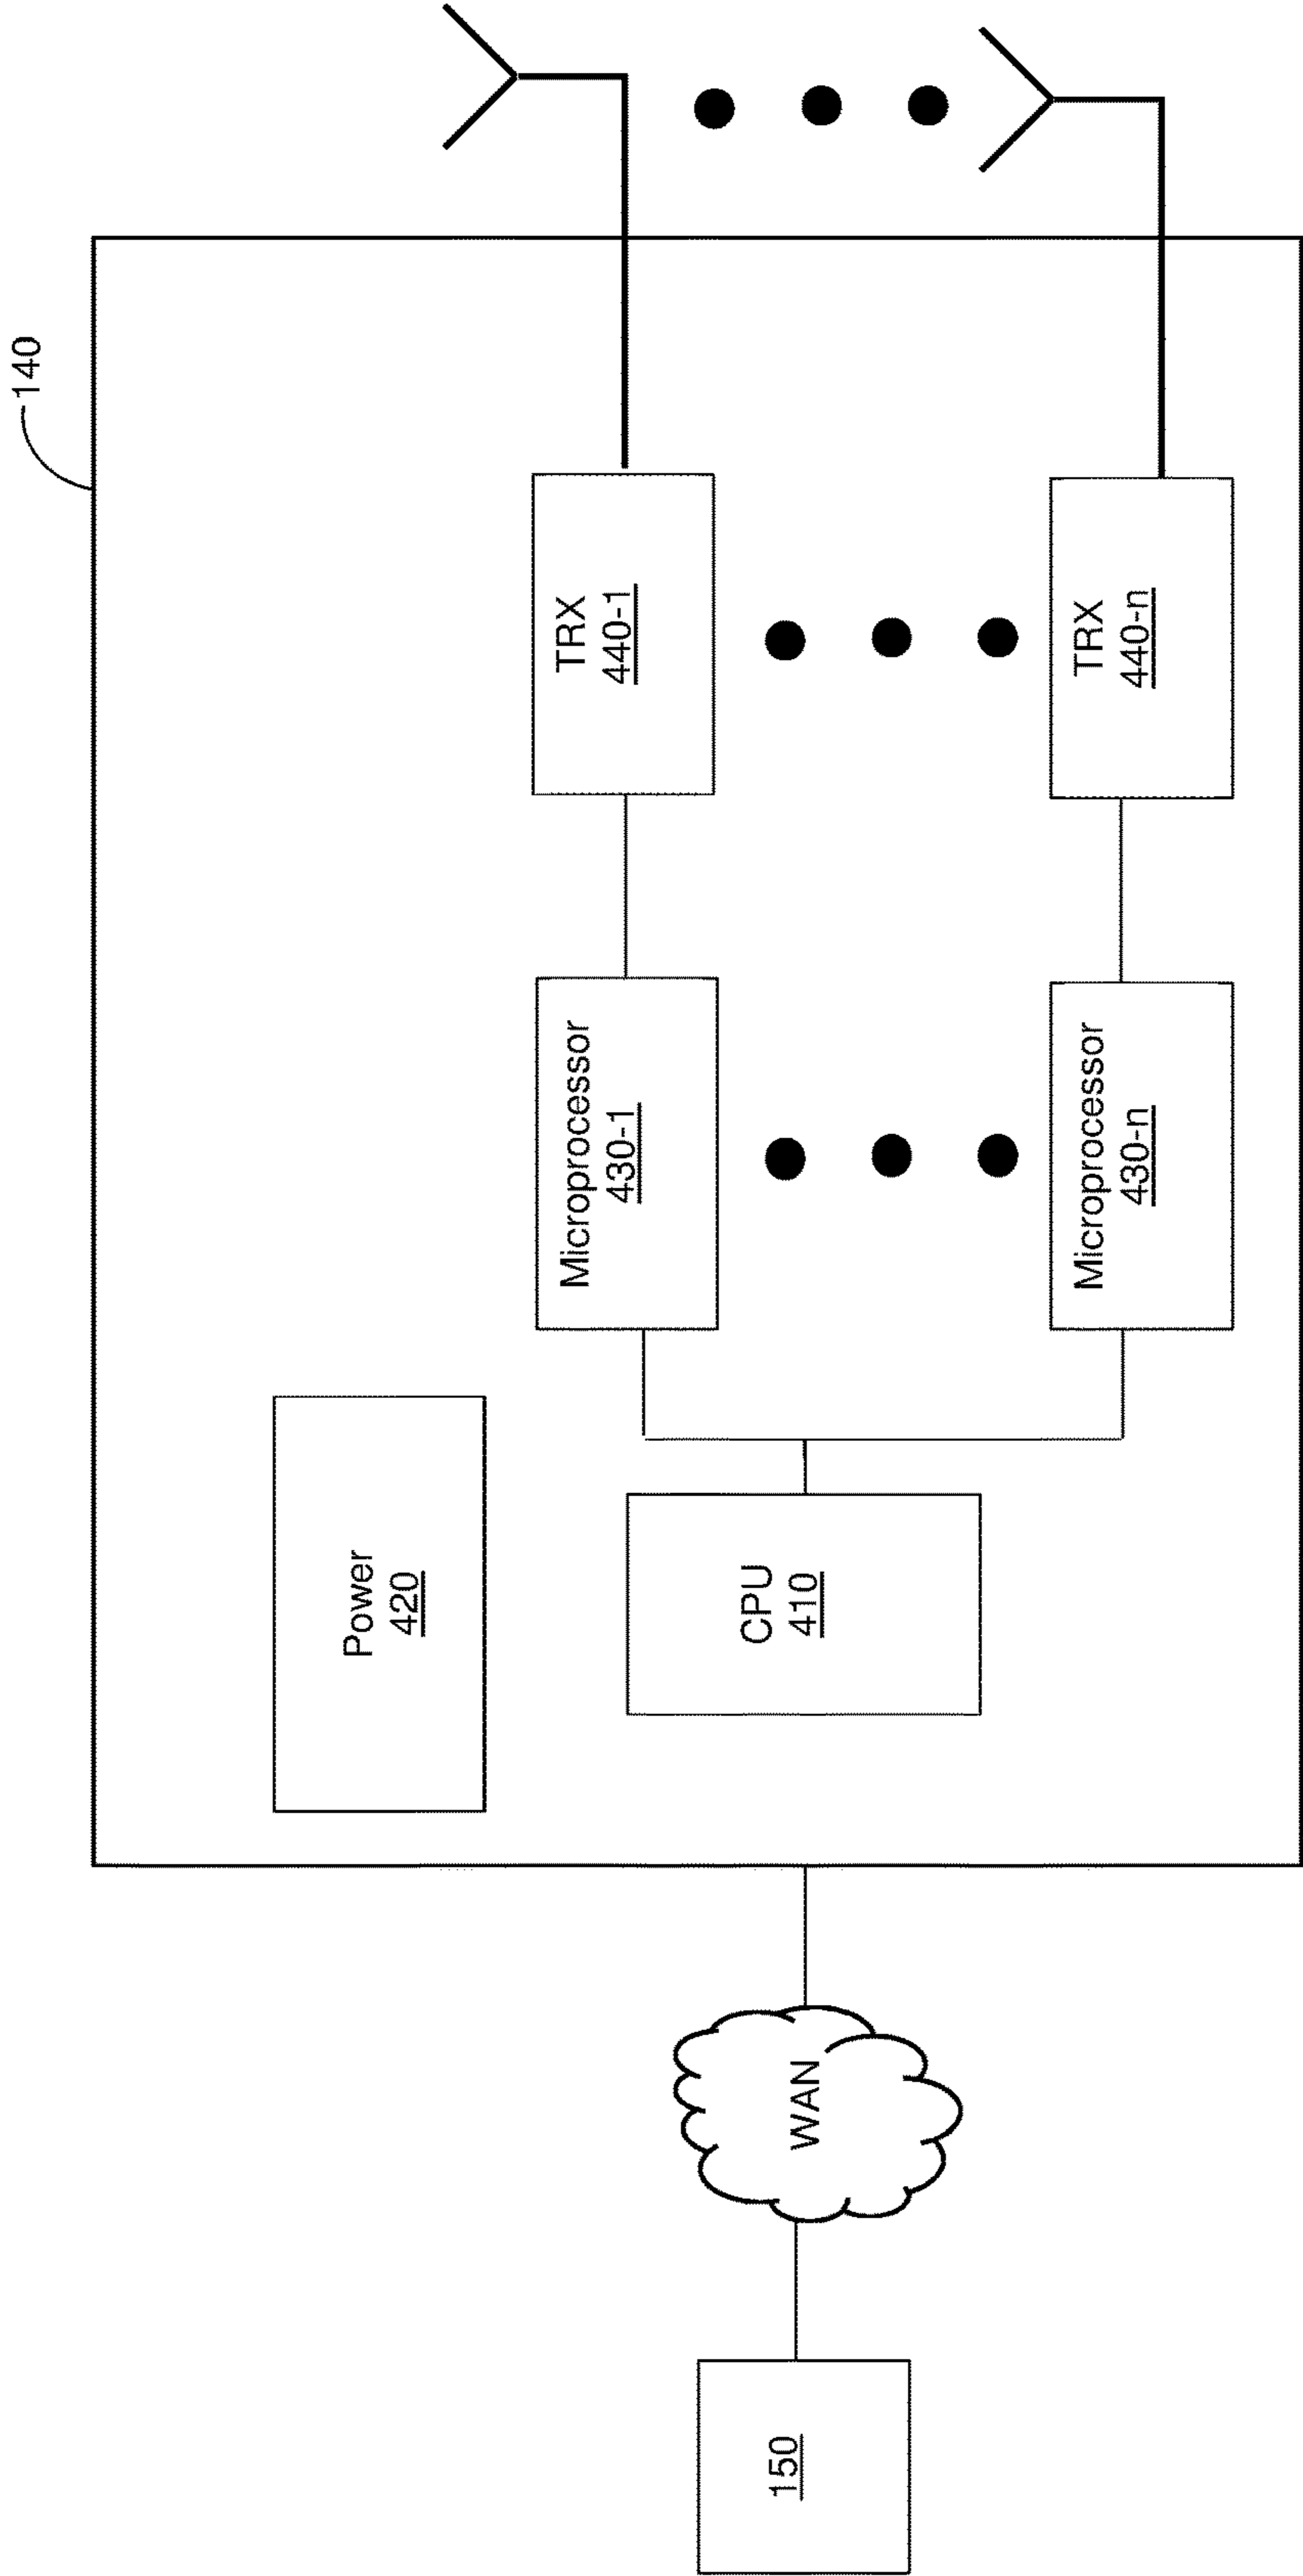 140
Power
420
Microprocessor
430-1
TRX
440-1
150
WAN
CPU
410
Microprocessor
430-n
TRX
440-n